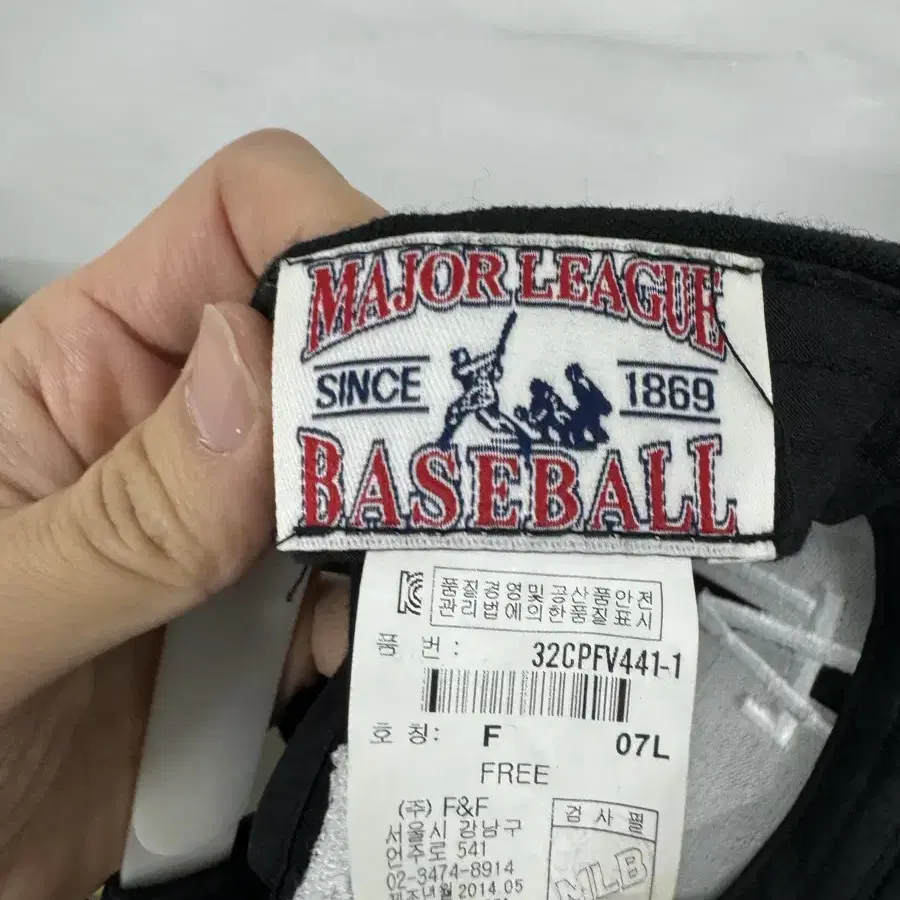 MAJOR LEAGUE
SINCE 1869
BASEBALL
품질경영및공산품안전
관리법에의한품질표시
품 번: 32CPFV441-1
호 칭: F 07L
FREE
(주) F&F
서울시 강남구
언주로 541
02-3474-8914
제조년월 2014.05
검 사 필
MLB